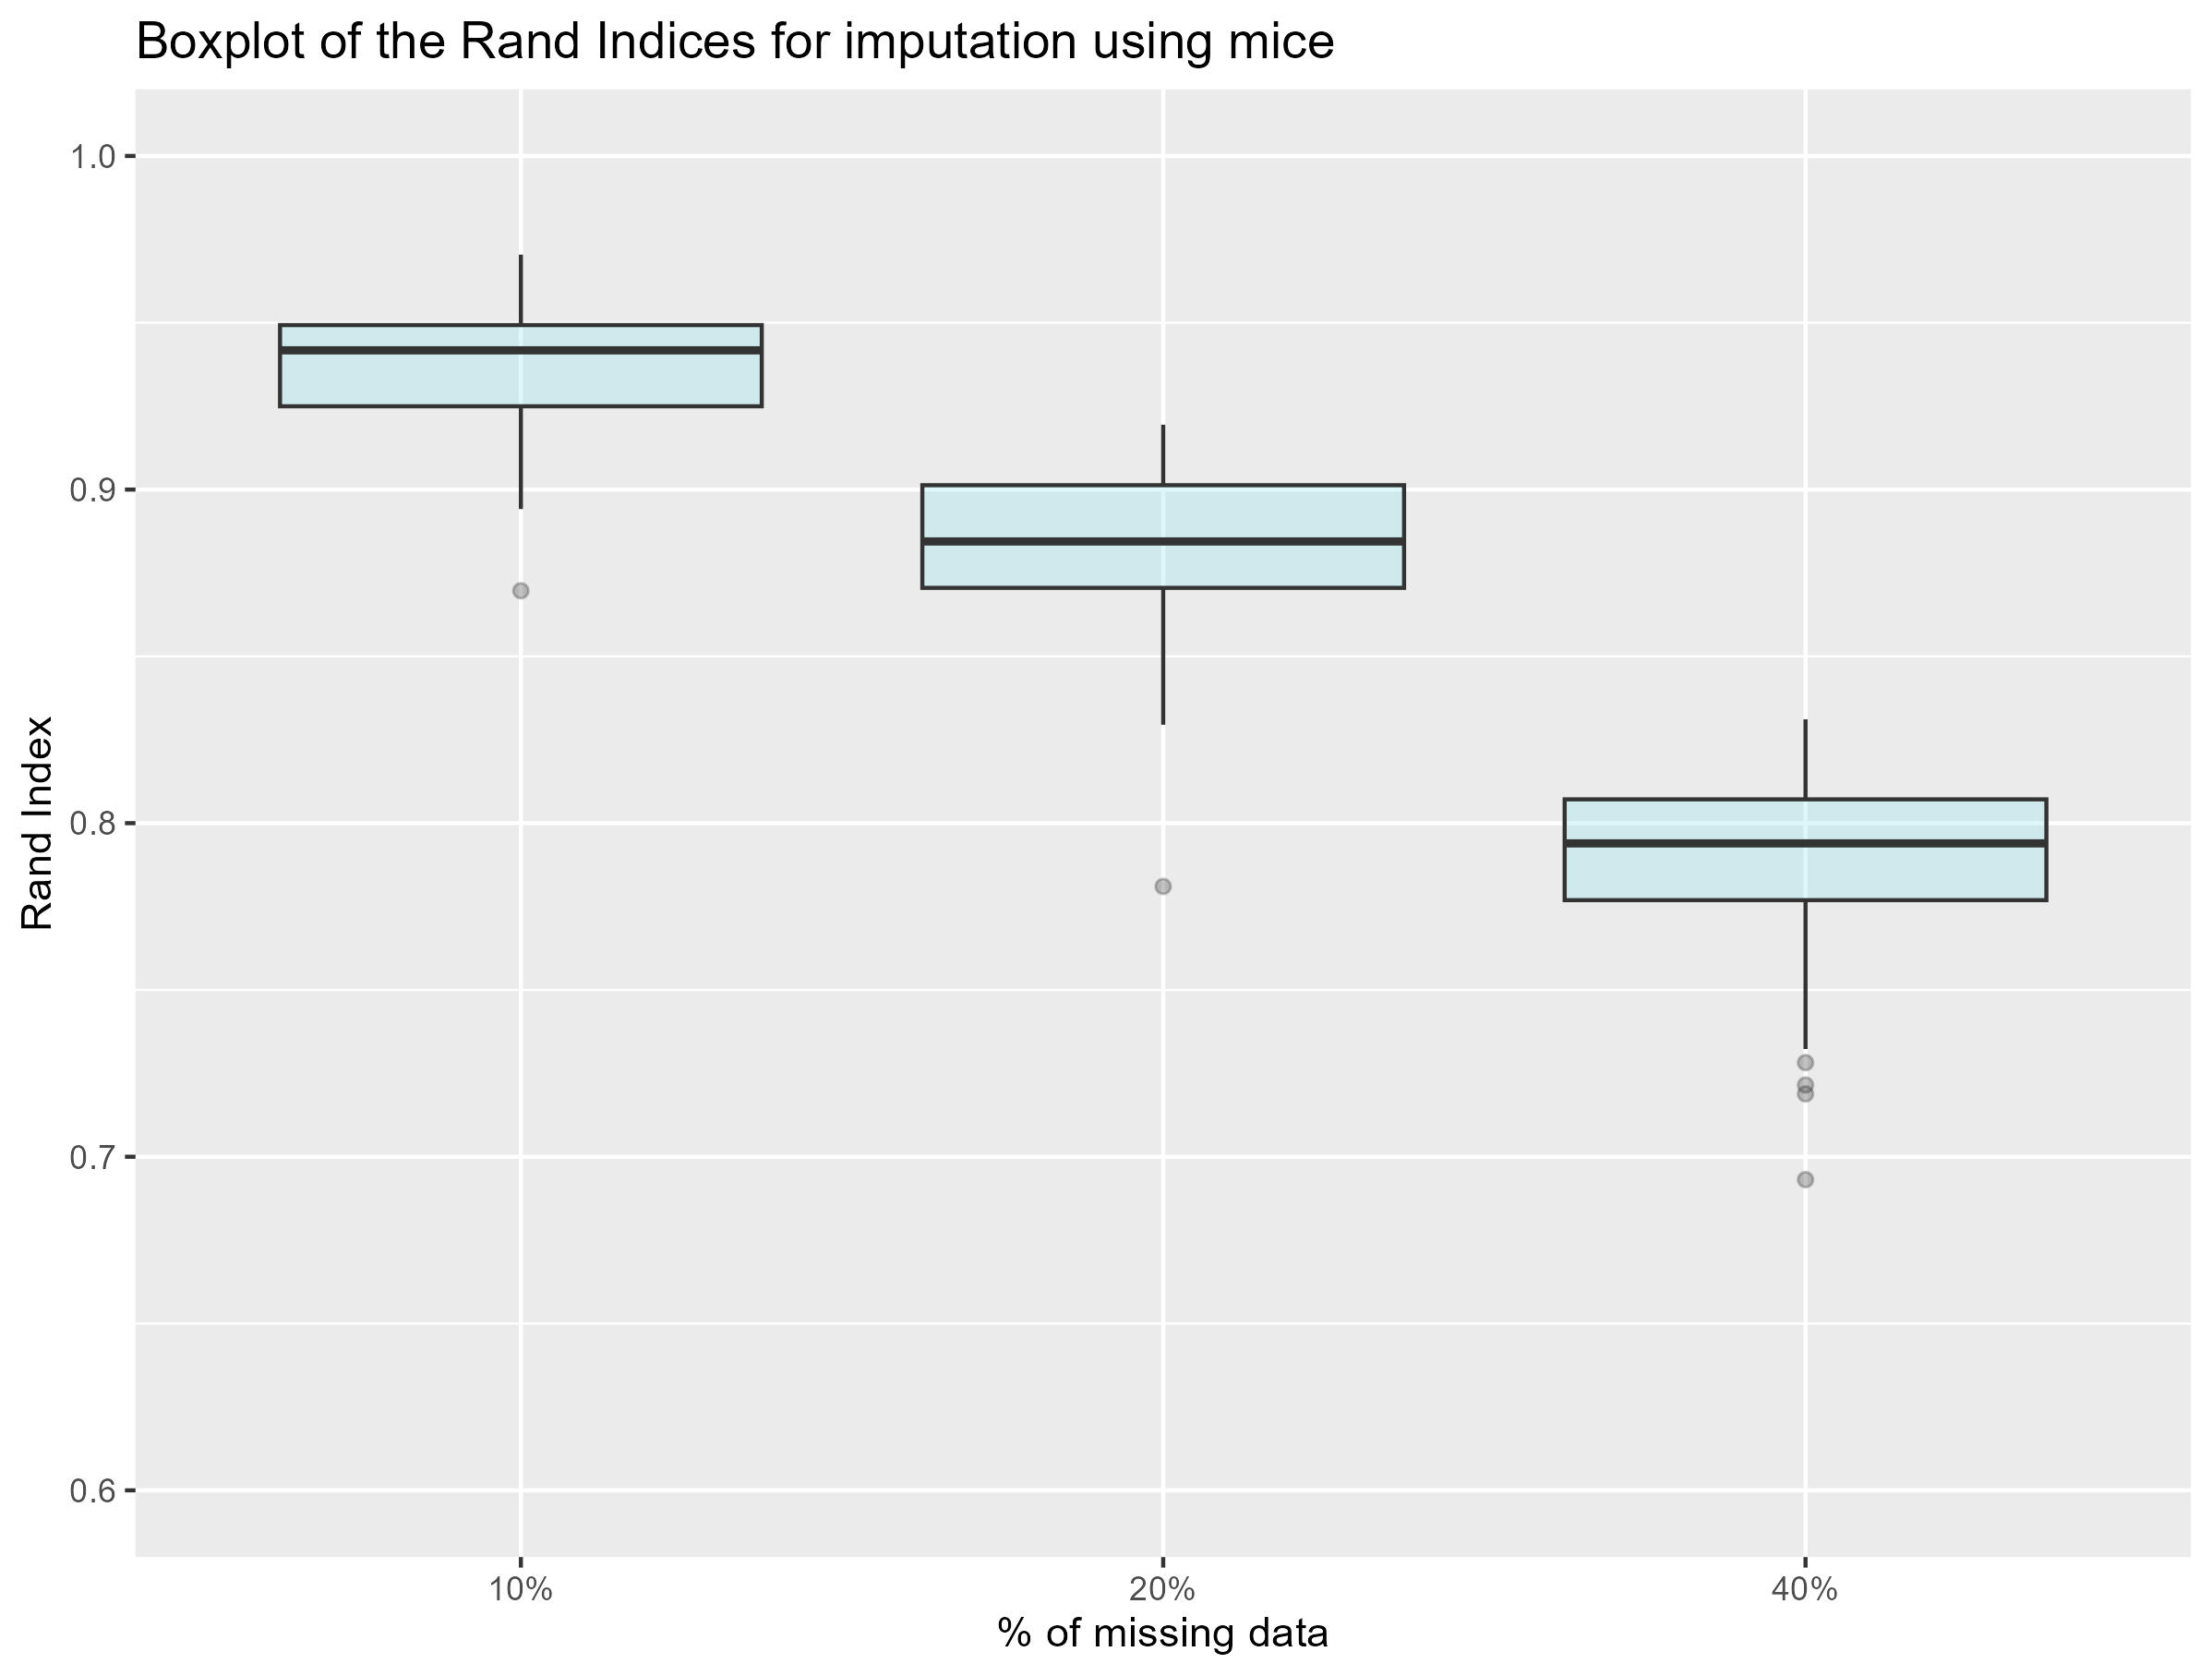 Boxplot of the Rand Indices for imputation using mice
Rand Index
1.0
0.9
0.8
0.7
0.6
10%
20%
40%
% of missing data